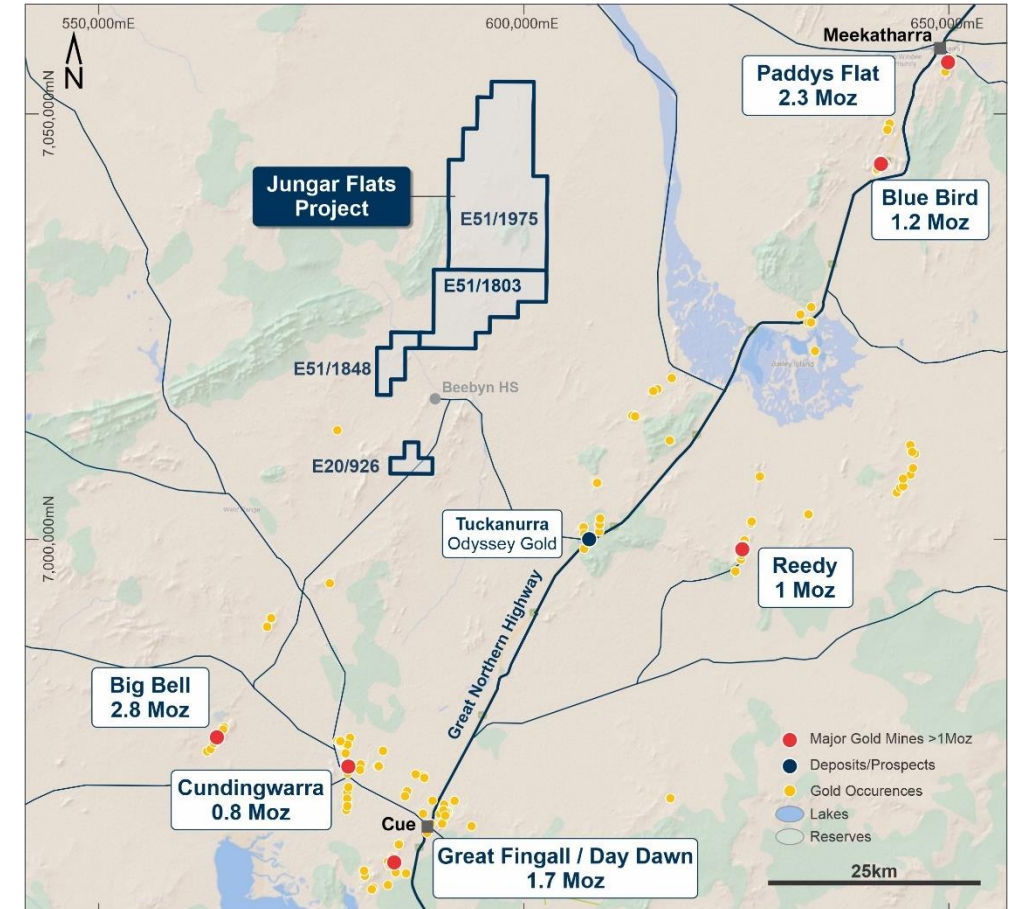 550,000mE
600,000mE
650,000mE
N
7,050,000mN
7,000,000mN
Meekatharra
Paddys Flat
2.3 Moz
Blue Bird
1.2 Moz
Jungar Flats
Project
E51/1975
E51/1803
E51/1848
Beebyn HS
E20/926
Tuckanurra
Odyssey Gold
Reedy
1 Moz
Great Northern Highway
Big Bell
2.8 Moz
Cundingwarra
0.8 Moz
Cue
Great Fingall / Day Dawn
1.7 Moz
Major Gold Mines >1Moz
Deposits/Prospects
Gold Occurences
Lakes
Reserves
25km